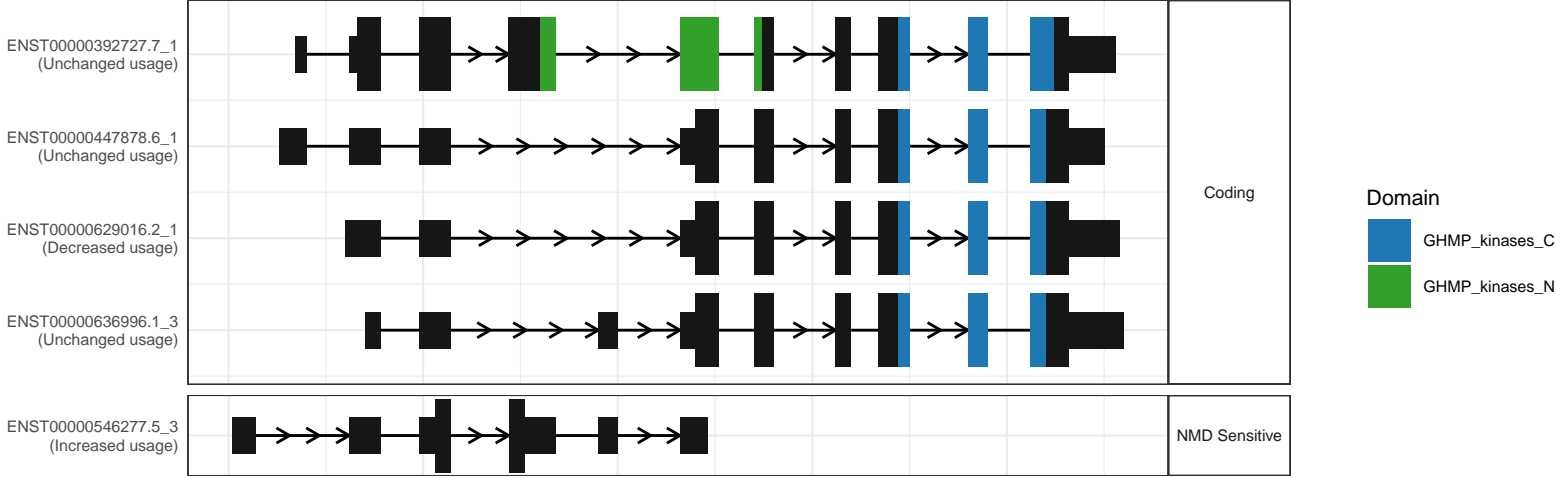 ENST00000392727.7_1
(Unchanged usage)
ENST00000447878.6_1
(Unchanged usage)
ENST00000629016.2_1
(Decreased usage)
ENST00000636996.1_3
(Unchanged usage)
Coding
ENST00000546277.5_3
(Increased usage)
NMD Sensitive
Domain
GHMP_kinases_C
GHMP_kinases_N